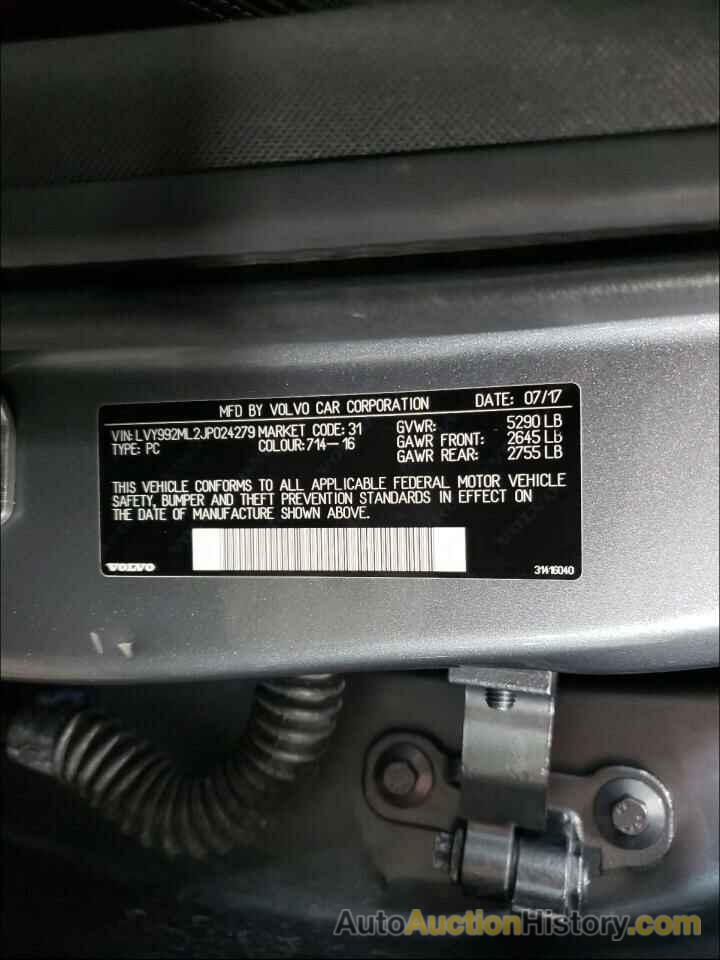 MFD BY VOLVO CAR CORPORATION DATE: 07/17
VIN:LVY992ML2JP024279 MARKET CODE:31 GVWR: 5290 LB
TYPE: PC COLOUR:714-16 GAWR FRONT: 2645 LB
GAWR REAR: 2755 LB
THIS VEHICLE CONFORMS TO ALL APPLICABLE FEDERAL MOTOR VEHICLE
SAFETY, BUMPER AND THEFT PREVENTION STANDARDS IN EFFECT ON
THE DATE OF MANUFACTURE SHOWN ABOVE.
VOLVO 31416040
AutoAuctionHistory.com